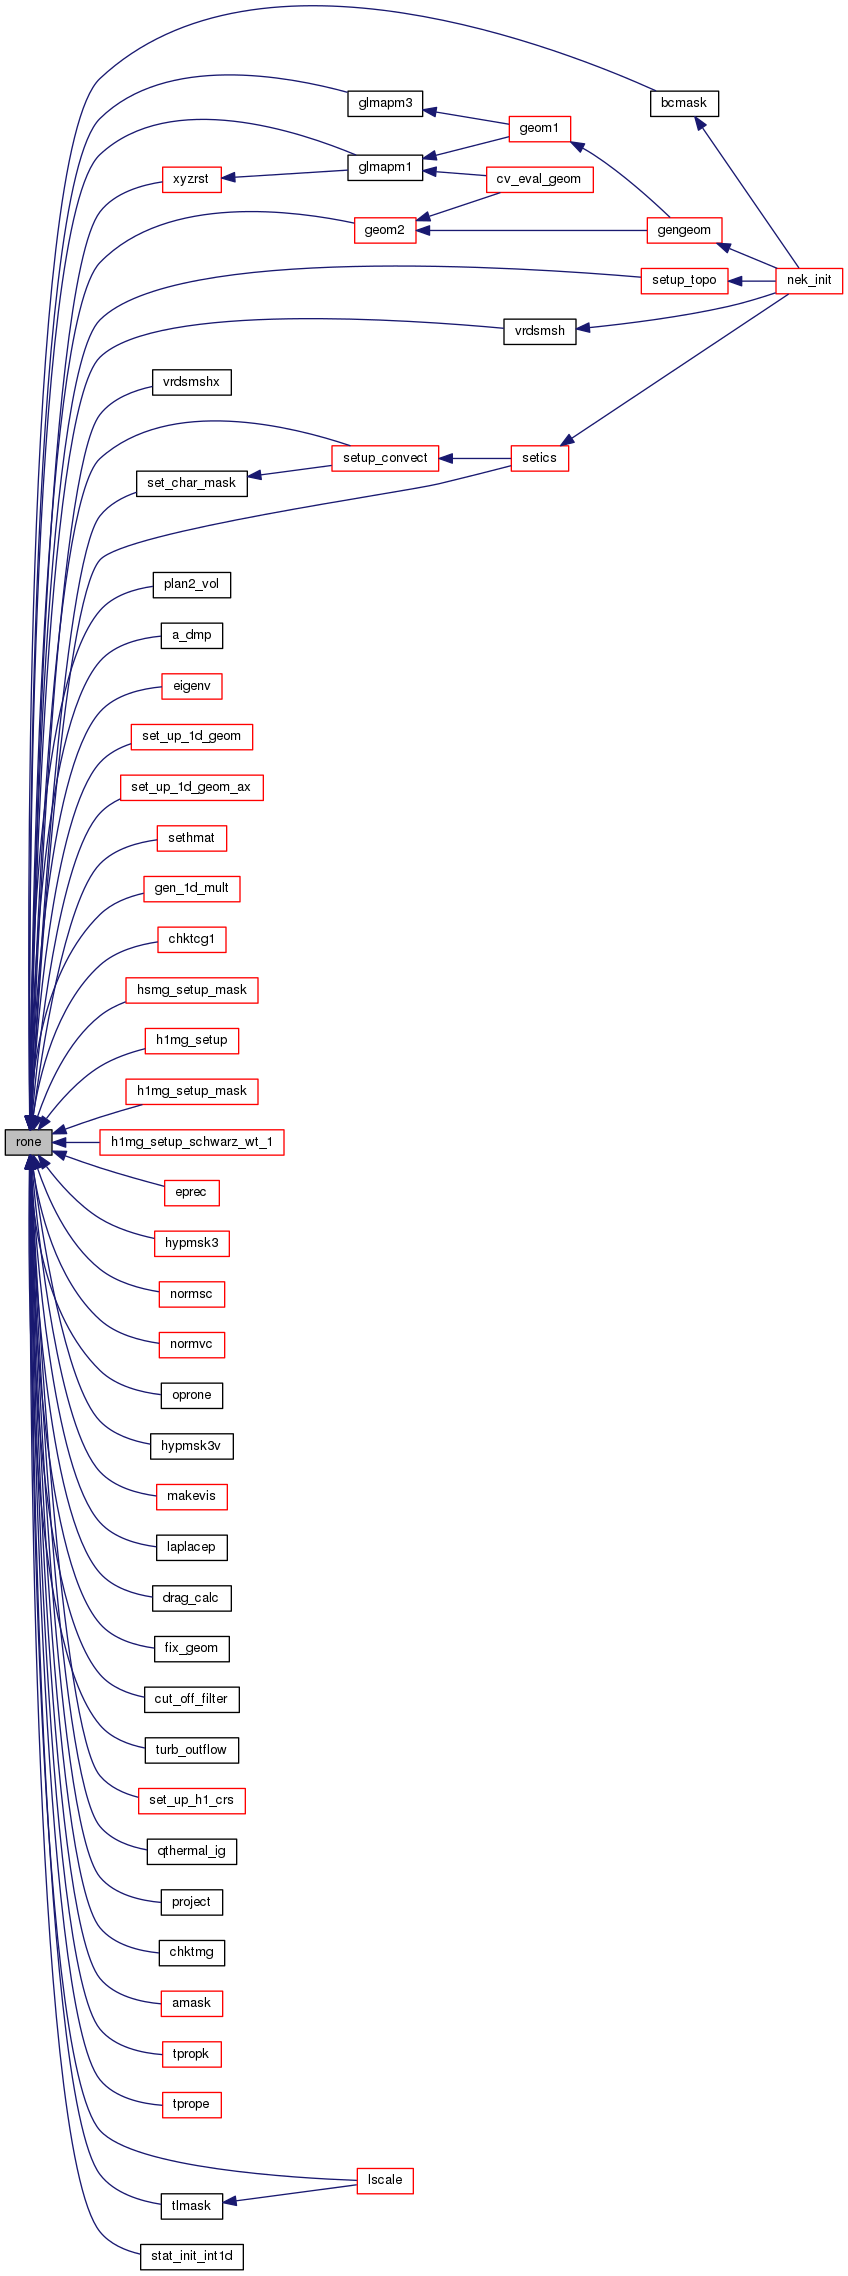 bcmask
glmapm3
geom1
glmapm1
xyzrst
cv_eval_geom
geom2
gengeom
setup_topo
nek_init
vrdsmsh
vrdsmshx
setup_convect
setics
set_char_mask
plan2_vol
a_dmp
eigenv
set_up_1d_geom
set_up_1d_geom_ax
sethmat
gen_1d_mult
chktcg1
hsmg_setup_mask
h1mg_setup
h1mg_setup_mask
rone
h1mg_setup_schwarz_wt_1
eprec
hypmsk3
normsc
normvc
oprone
hypmsk3v
makevis
laplacep
drag_calc
fix_geom
cut_off_filter
turb_outflow
set_up_h1_crs
qthermal_ig
project
chktmg
amask
tpropk
tprope
lscale
tlmask
stat_init_int1d